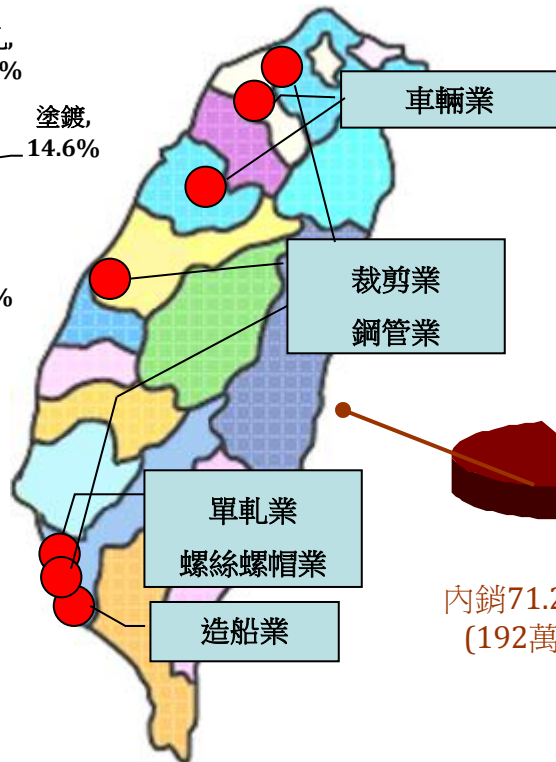 %
塗鍍,
14.6%
%
車輛業
裁剪業
鋼管業
單軋業
螺絲螺帽業
造船業
內銷71.2
(192萬